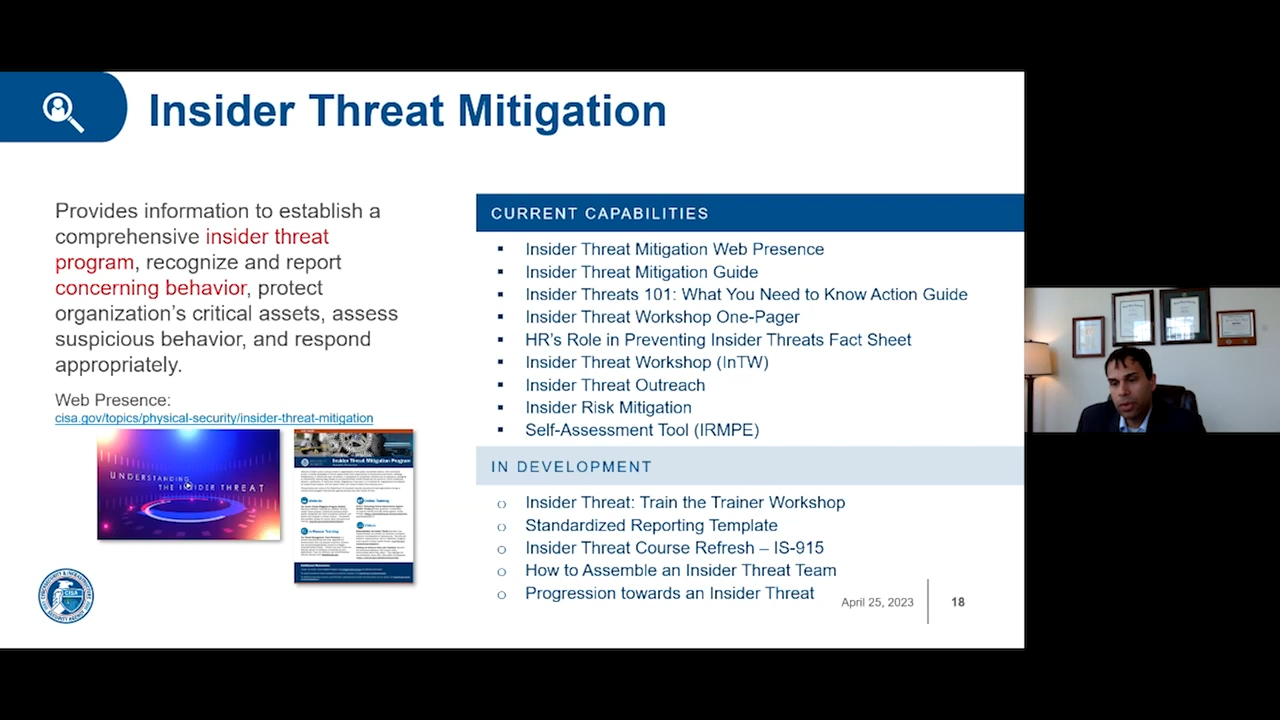 Insider Threat Mitigation
Provides information to establish a
comprehensive insider threat
program, recognize and report
concerning behavior, protect
organization's critical assets, assess
suspicious behavior, and respond
appropriately.
Web Presence:
cisa.gov/topics/physical-security/insider-threat-mitigation
UNDERSTANDING
THE INSIDER THREAT
Insider Threat Mitigation Program
CISA
CURRENT CAPABILITIES
Insider Threat Mitigation Web Presence
Insider Threat Mitigation Guide
Insider Threats 101: What You Need to Know Action Guide
Insider Threat Workshop One-Pager
HR's Role in Preventing Insider Threats Fact Sheet
Insider Threat Workshop (InTW)
Insider Threat Outreach
Insider Risk Mitigation
Self-Assessment Tool (IRMPE)
IN DEVELOPMENT
Insider Threat: Train the Trainer Workshop
Standardized Reporting Template
Insider Threat Course Refresh – 915
How to Assemble an Insider Threat Team
Progression towards an Insider Threat
April 25, 2023
18